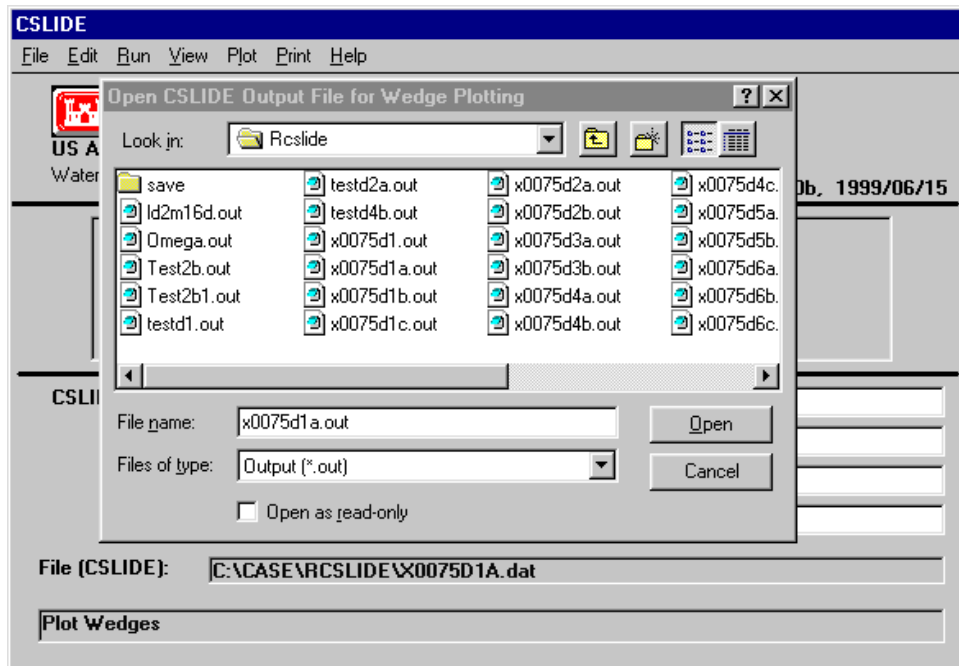 CSLIDE
File Edit Run View Plot Print Help
Open CSLIDE Output File for Wedge Plotting
Look in: Rcslide
US A
Water
0b, 1999/06/15
save testd2a.out x0075d2a.out x0075d4c.
ld2m16d.out testd4b.out x0075d2b.out x0075d5a.
Omega.out x0075d1.out x0075d3a.out x0075d5b.
Test2b.out x0075d1a.out x0075d3b.out x0075d6a.
Test2b1.out x0075d1b.out x0075d4a.out x0075d6b.
testd1.out x0075d1c.out x0075d4b.out x0075d6c.
CSLI
File name: x0075d1a.out Open
Files of type: Output (*.out) Cancel
Open as read-only
File (CSLIDE): C:\CASE\RCSLIDE\X0075D1A.dat
Plot Wedges